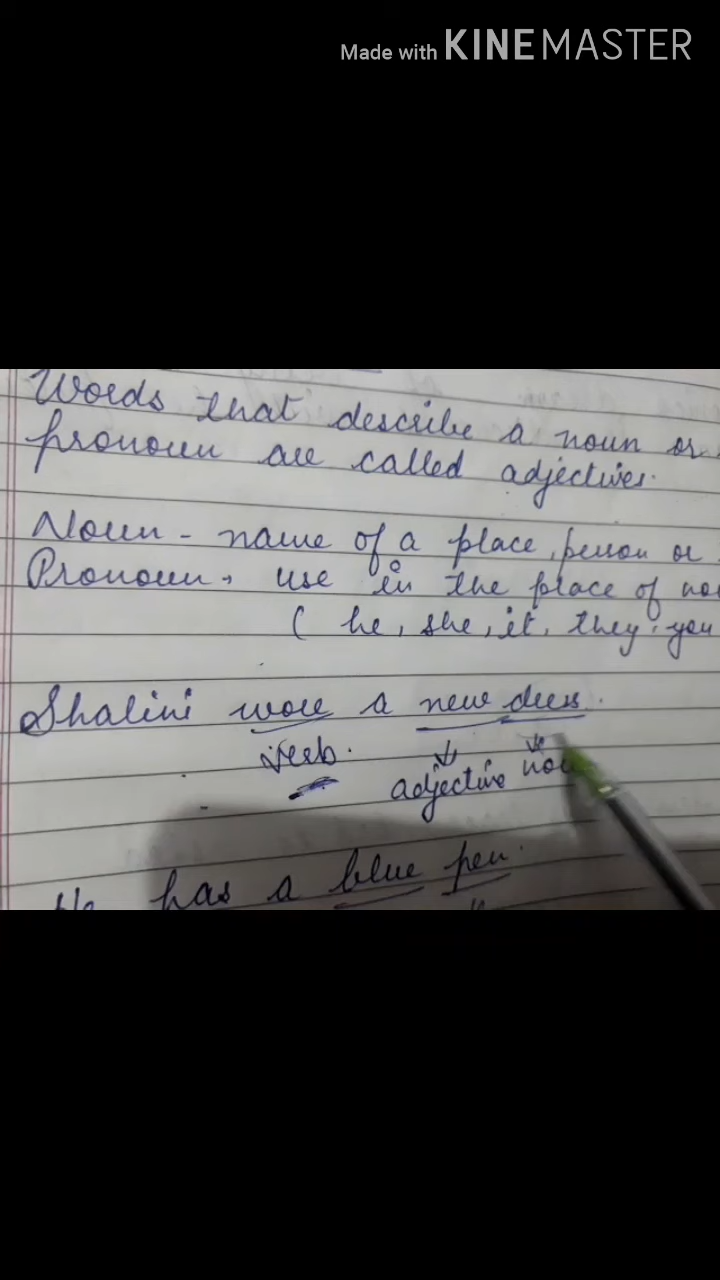 Made with KINEMASTER
Words that describe a noun or
pronoun are called adjectives.
Noun - name of a place, person or
Pronoun → use in the place of no
( he, she, it, they, you
Shalini wore a new dress.
verb. adjective nou
He has a blue pen.